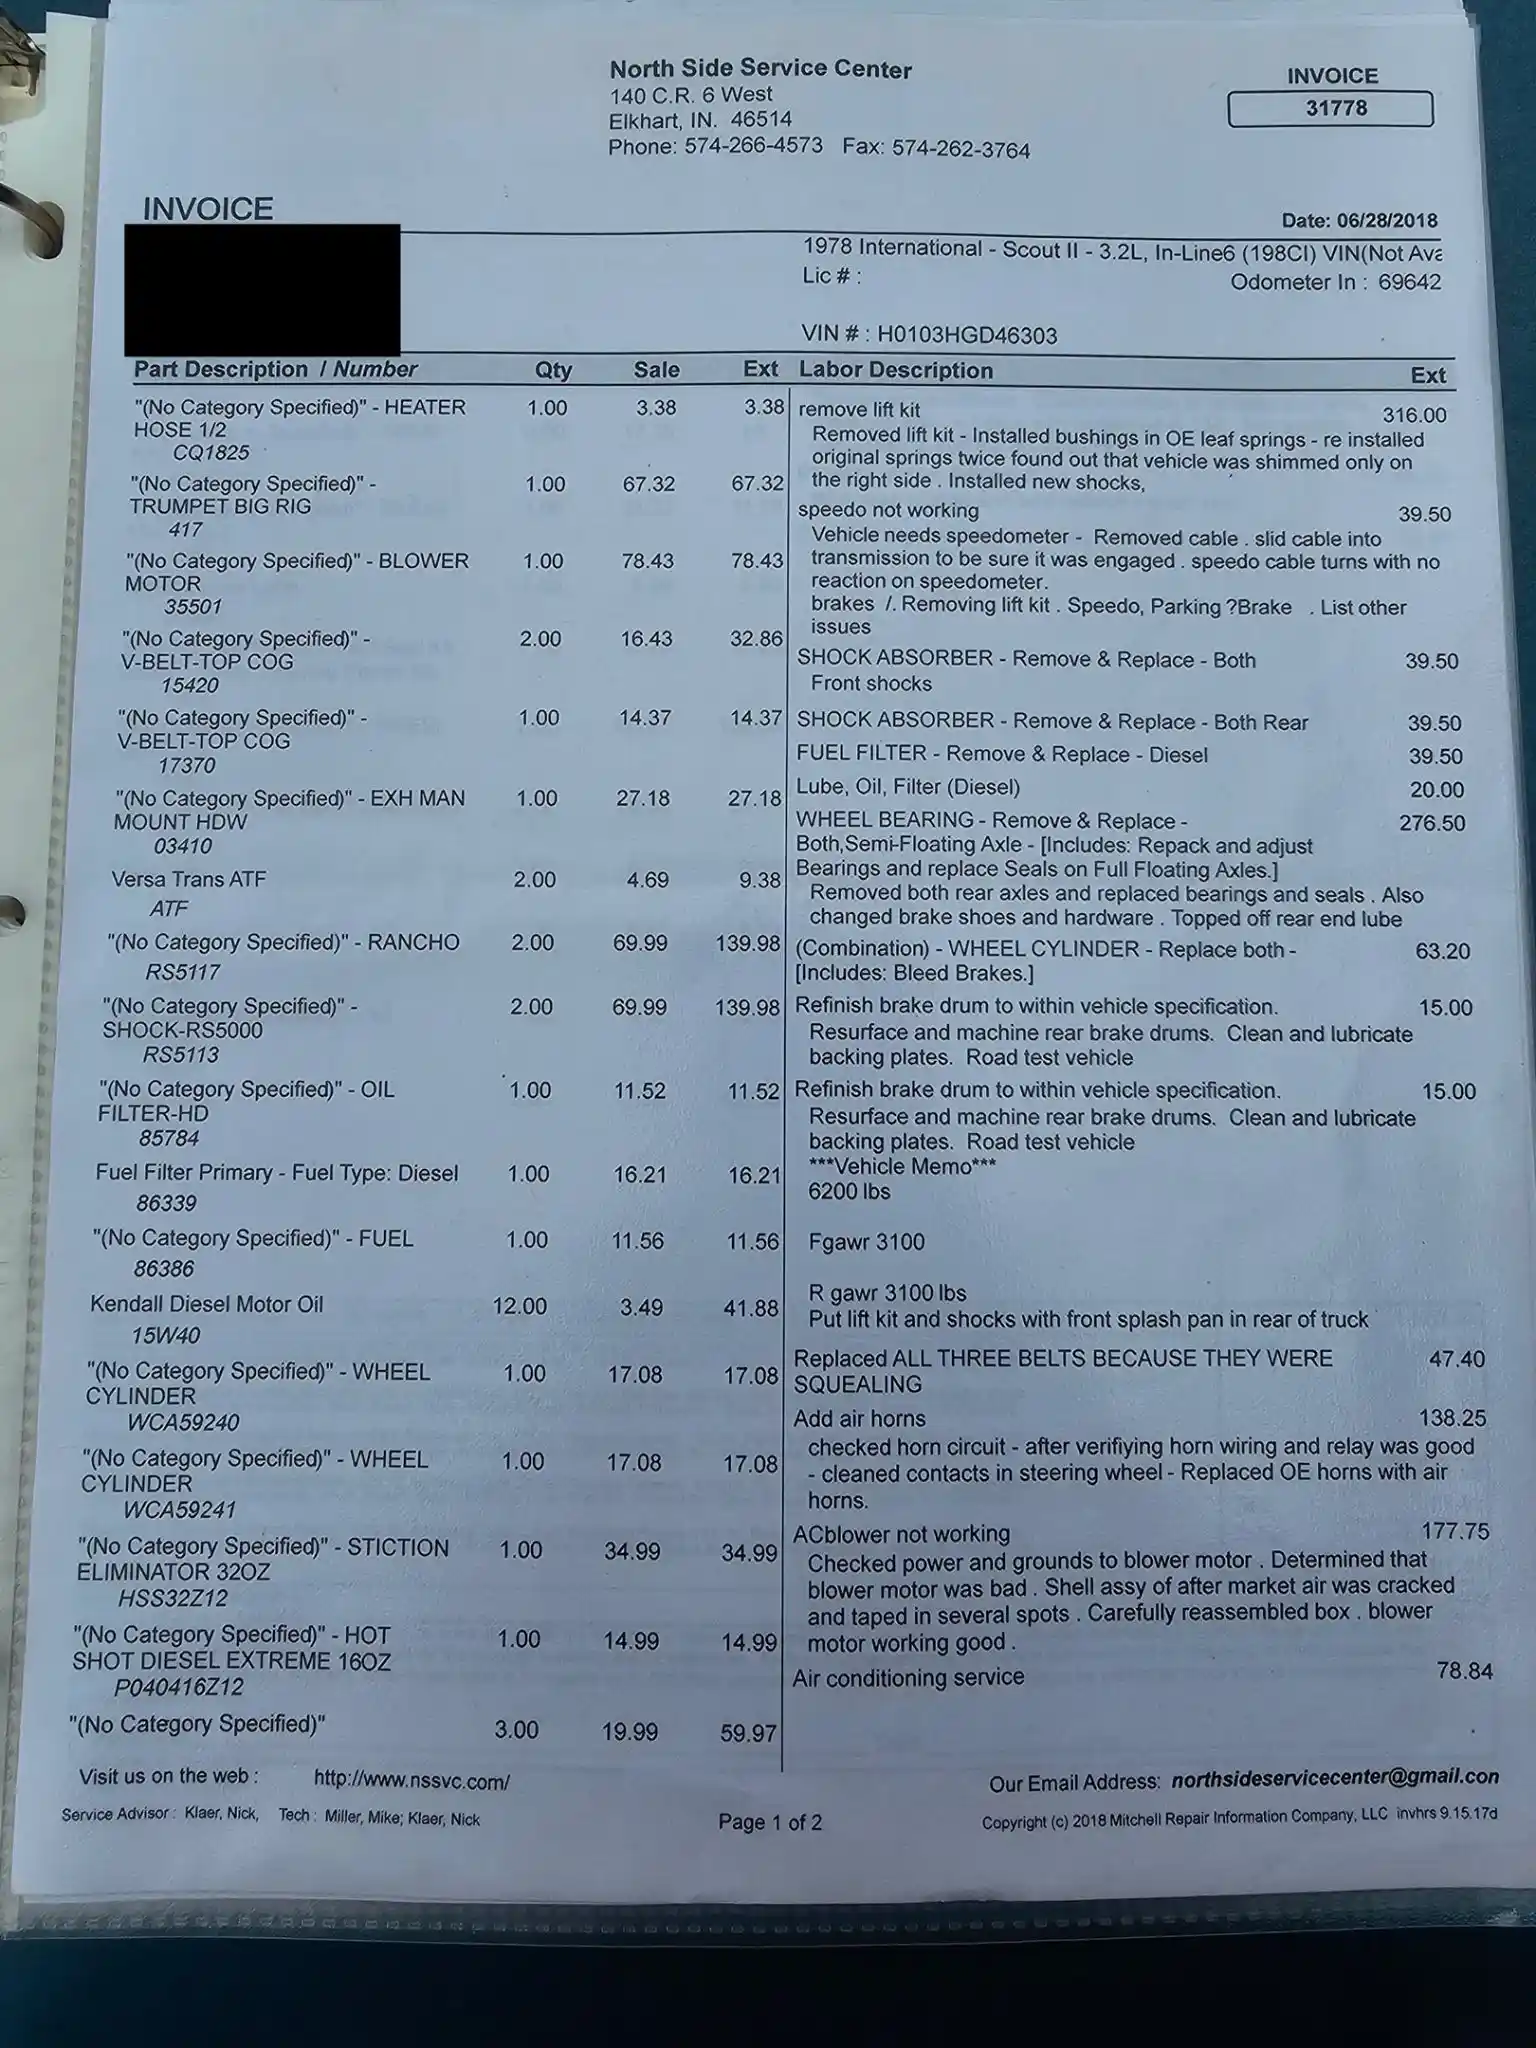 North Side Service Center
140 C.R. 6 West
Elkhart, IN. 46514
Phone: 574-266-4573 Fax: 574-262-3764
INVOICE
31778
INVOICE
Date: 06/28/2018
1978 International - Scout II - 3.2L, In-Line6 (198CI) VIN(Not Ava
Lic # :
Odometer In : 69642
VIN # : H0103HGD46303
Part Description / Number Qty Sale Ext
"(No Category Specified)" - HEATER 1.00 3.38 3.38
HOSE 1/2
CQ1825
"(No Category Specified)" - 1.00 67.32 67.32
TRUMPET BIG RIG
417
"(No Category Specified)" - BLOWER 1.00 78.43 78.43
MOTOR
35501
"(No Category Specified)" - 2.00 16.43 32.86
V-BELT-TOP COG
15420
"(No Category Specified)" - 1.00 14.37 14.37
V-BELT-TOP COG
17370
"(No Category Specified)" - EXH MAN 1.00 27.18 27.18
MOUNT HDW
03410
Versa Trans ATF 2.00 4.69 9.38
ATF
"(No Category Specified)" - RANCHO 2.00 69.99 139.98
RS5117
"(No Category Specified)" - 2.00 69.99 139.98
SHOCK-RS5000
RS5113
"(No Category Specified)" - OIL 1.00 11.52 11.52
FILTER-HD
85784
Fuel Filter Primary - Fuel Type: Diesel 1.00 16.21 16.21
86339
"(No Category Specified)" - FUEL 1.00 11.56 11.56
86386
Kendall Diesel Motor Oil 12.00 3.49 41.88
15W40
"(No Category Specified)" - WHEEL 1.00 17.08 17.08
CYLINDER
WCA59240
"(No Category Specified)" - WHEEL 1.00 17.08 17.08
CYLINDER
WCA59241
"(No Category Specified)" - STICTION 1.00 34.99 34.99
ELIMINATOR 32OZ
HSS32Z12
"(No Category Specified)" - HOT 1.00 14.99 14.99
SHOT DIESEL EXTREME 16OZ
P040416Z12
"(No Category Specified)" 3.00 19.99 59.97
Labor Description Ext
remove lift kit 316.00
Removed lift kit - Installed bushings in OE leaf springs - re installed
original springs twice found out that vehicle was shimmed only on
the right side . Installed new shocks,
speedo not working 39.50
Vehicle needs speedometer - Removed cable . slid cable into
transmission to be sure it was engaged . speedo cable turns with no
reaction on speedometer.
brakes /. Removing lift kit . Speedo, Parking ?Brake . List other
issues
SHOCK ABSORBER - Remove & Replace - Both 39.50
Front shocks
SHOCK ABSORBER - Remove & Replace - Both Rear 39.50
FUEL FILTER - Remove & Replace - Diesel 39.50
Lube, Oil, Filter (Diesel) 20.00
WHEEL BEARING - Remove & Replace - 276.50
Both,Semi-Floating Axle - [Includes: Repack and adjust
Bearings and replace Seals on Full Floating Axles.]
Removed both rear axles and replaced bearings and seals . Also
changed brake shoes and hardware . Topped off rear end lube
(Combination) - WHEEL CYLINDER - Replace both - 63.20
[Includes: Bleed Brakes.]
Refinish brake drum to within vehicle specification. 15.00
Resurface and machine rear brake drums. Clean and lubricate
backing plates. Road test vehicle
Refinish brake drum to within vehicle specification. 15.00
Resurface and machine rear brake drums. Clean and lubricate
backing plates. Road test vehicle
***Vehicle Memo***
6200 lbs
Fgawr 3100
R gawr 3100 lbs
Put lift kit and shocks with front splash pan in rear of truck
Replaced ALL THREE BELTS BECAUSE THEY WERE 47.40
SQUEALING
Add air horns 138.25
checked horn circuit - after verifiying horn wiring and relay was good
- cleaned contacts in steering wheel - Replaced OE horns with air
horns.
ACblower not working 177.75
Checked power and grounds to blower motor . Determined that
blower motor was bad . Shell assy of after market air was cracked
and taped in several spots . Carefully reassembled box . blower
motor working good .
Air conditioning service 78.84
Visit us on the web : http://www.nssvc.com/
Our Email Address: northsideservicecenter@gmail.con
Service Advisor : Klaer, Nick, Tech : Miller, Mike; Klaer, Nick
Page 1 of 2
Copyright (c) 2018 Mitchell Repair Information Company, LLC invhrs 9.15.17d